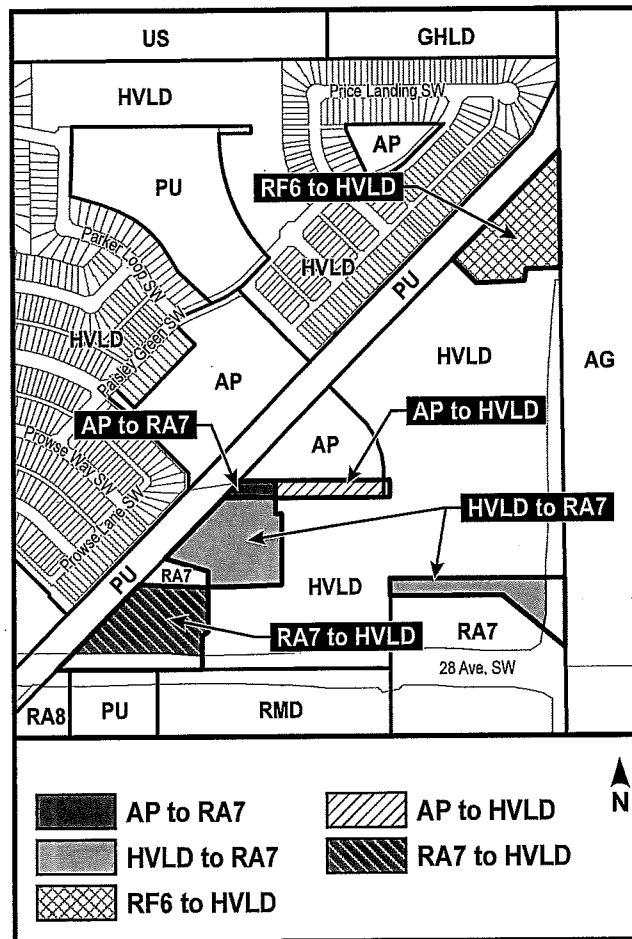 US
GHLD
HVLD
Price Landing SW
AP
PU
RF6 to HVLD
Parker Loop SW
HVLD
PU
HVLD
Paisley Green SW
HVLD
AG
AP
AP to HVLD
AP to RA7
AP
Prowse Way SW
HVLD to RA7
Prowse Lane SW
PU
RA7
HVLD
RA7 to HVLD
RA7
28 Ave. SW
RA8
PU
RMD
N
AP to RA7
AP to HVLD
HVLD to RA7
RA7 to HVLD
RF6 to HVLD